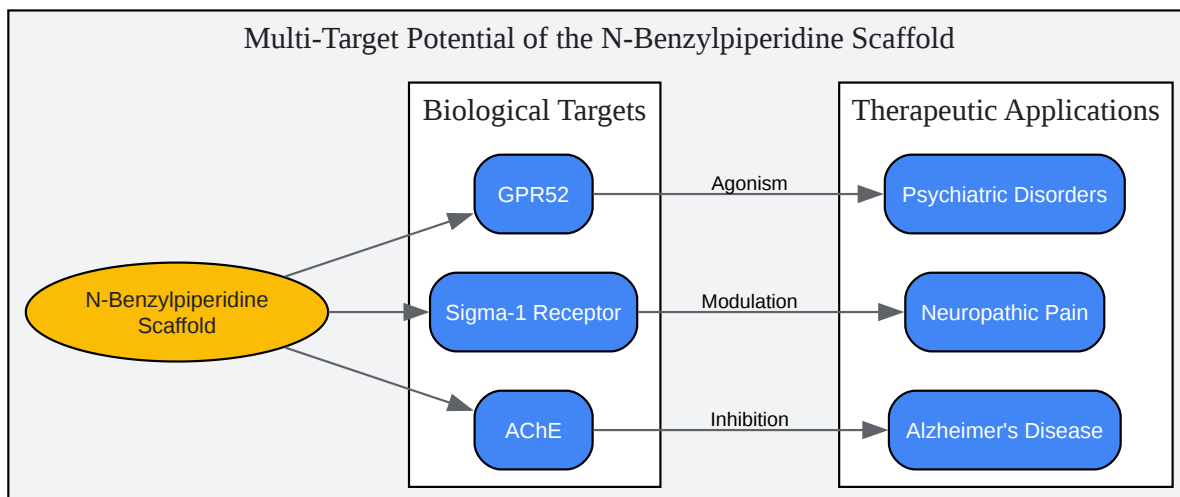 Multi-Target Potential of the N-Benzylpiperidine Scaffold
Biological Targets
Therapeutic Applications
GPR52
Agonism
Psychiatric Disorders
N-Benzylpiperidine
Scaffold
Sigma-1 Receptor
Modulation
Neuropathic Pain
AChE
Inhibition
Alzheimer's Disease